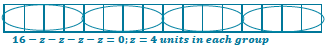 16 − z − z − z − z = 0; z = 4 units in each group